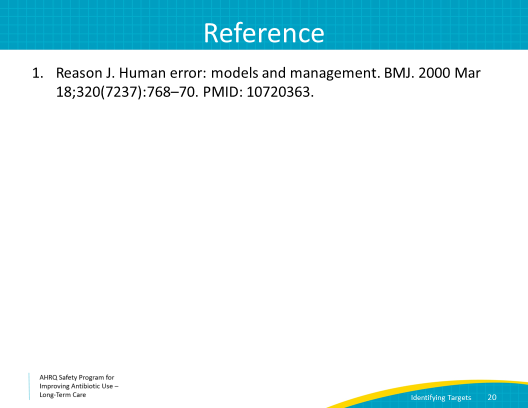 Reference
1. Reason J. Human error: models and management. BMJ. 2000 Mar
18;320(7237):768–70. PMID: 10720363.
AHRQ Safety Program for
Improving Antibiotic Use –
Long-Term Care
Identifying Targets 20